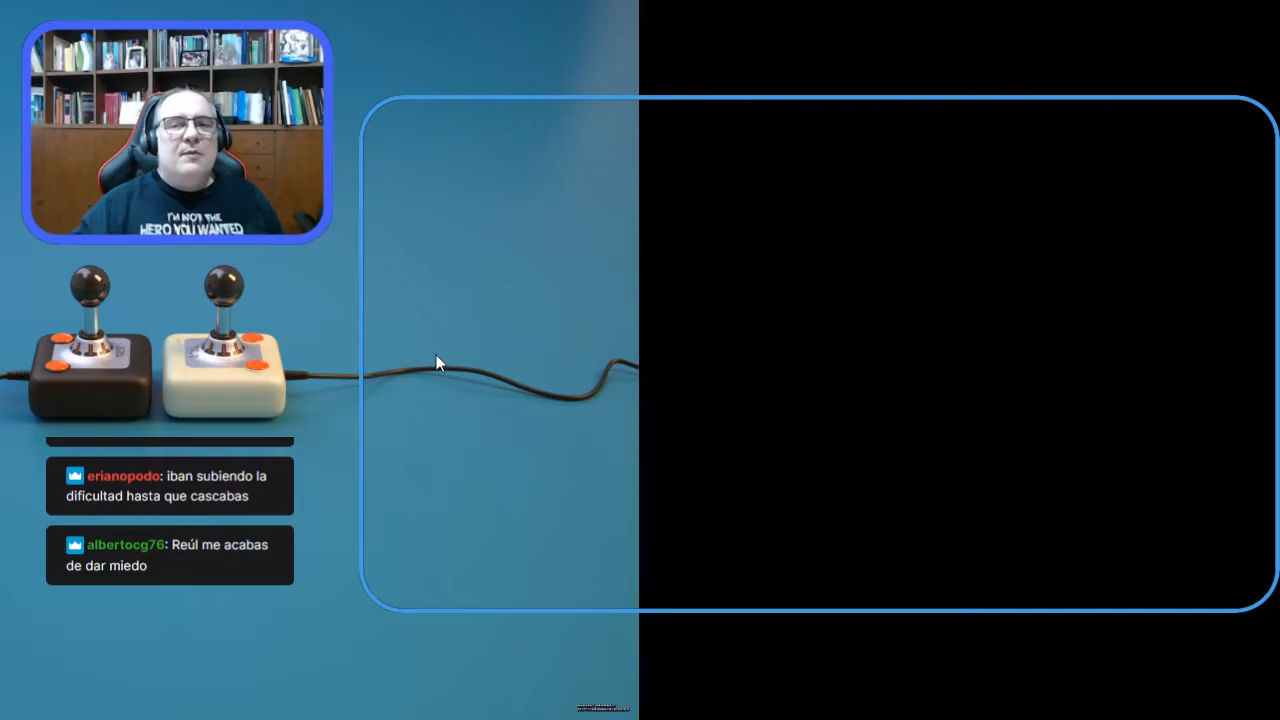 I'M NOT THE
HERO YOU WANTED
erianopodo: iban subiendo la
dificultad hasta que cascabas
albertocg76: Reúl me acabas
de dar miedo